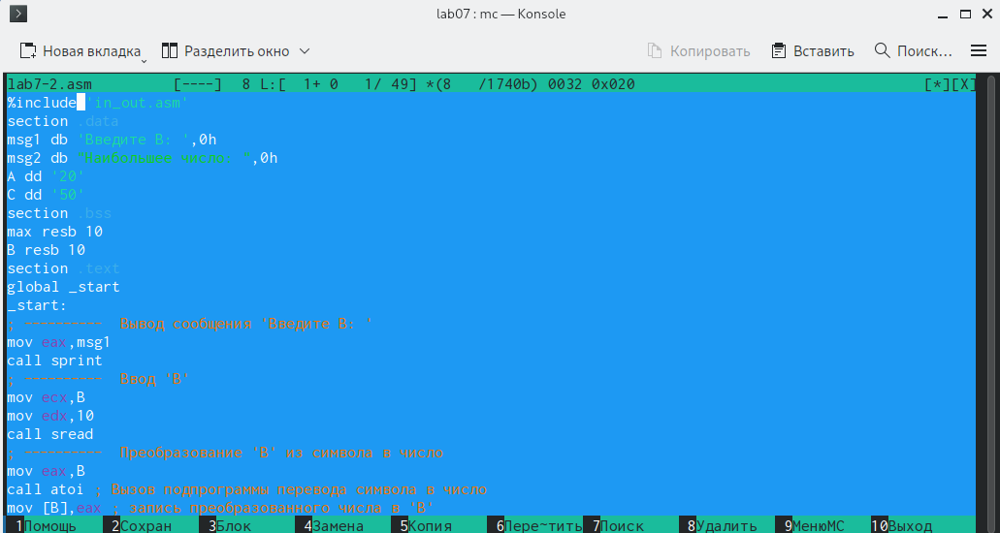 lab07 : mc — Konsole
Новая вкладка Разделить окно Копировать Вставить Поиск...
lab7-2.asm [----] 8 L:[ 1+ 0 1/ 49] *(8 /1740b) 0032 0x020 [*][X]
%include 'in_out.asm'
section .data
msg1 db 'Введите B: ',0h
msg2 db "Наибольшее число: ",0h
A dd '20'
C dd '50'
section .bss
max resb 10
B resb 10
section .text
global _start
_start:
; ---------- Вывод сообщения 'Введите B: '
mov eax,msg1
call sprint
; ---------- Ввод 'B'
mov ecx,B
mov edx,10
call sread
; ---------- Преобразование 'B' из символа в число
mov eax,B
call atoi ; Вызов подпрограммы перевода символа в число
mov [B],eax ; запись преобразованного числа в 'B'
1Помощь 2Сохран 3Блок 4Замена 5Копия 6Пере~тить 7Поиск 8Удалить 9МенюMC 10Выход